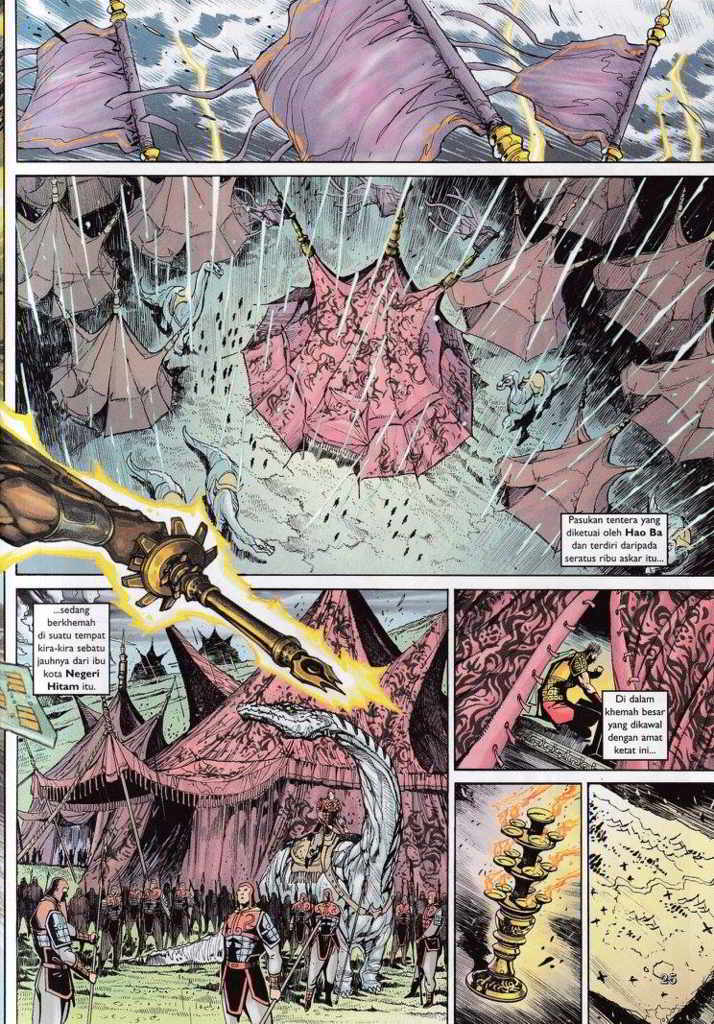 Pasukan tentera yang
diketuai oleh Hao Ba
dan terdiri daripada
seratus ribu askar itu...
...sedang
berkhemah
di suatu tempat
kira-kira sebatu
jauhnya dari ibu
kota Negeri
Hitam itu.
Di dalam
khemah besar
yang dikawal
dengan amat
ketat ini...
25